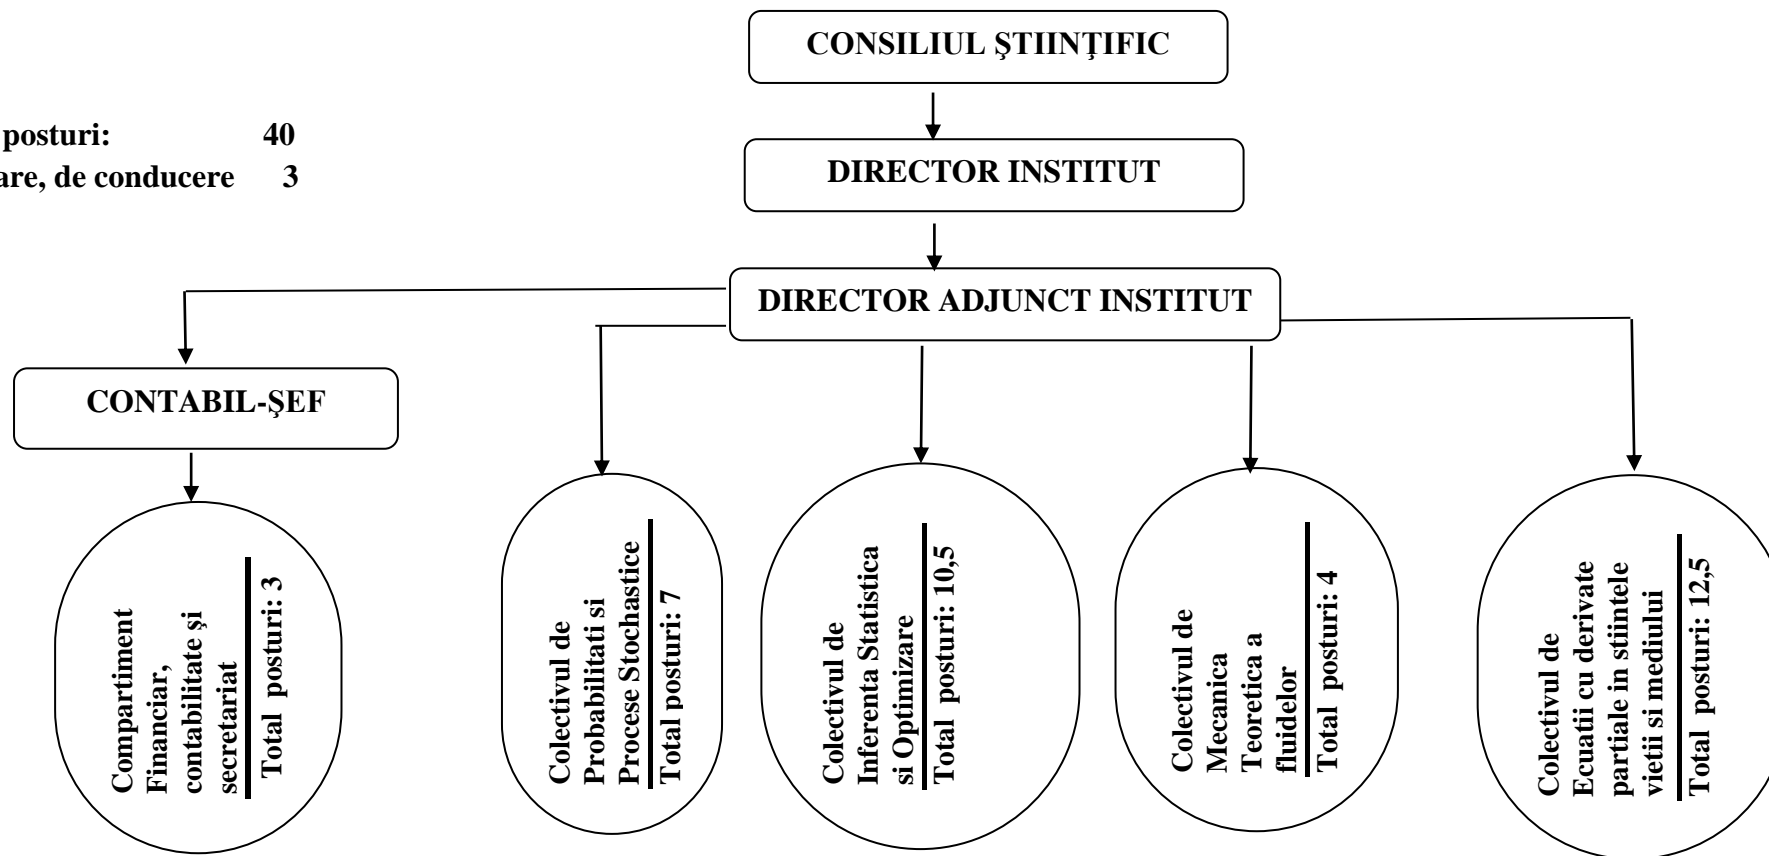 CONSILIUL ŞTIINŢIFIC
posturi: 40
are, de conducere 3
DIRECTOR INSTITUT
DIRECTOR ADJUNCT INSTITUT
CONTABIL-ŞEF
Compartiment
Financiar,
contabilitate şi
secretariat
Total posturi: 3
Colectivul de
Probabilitati si
Procese Stochastice
Total posturi: 7
Colectivul de
Inferenta Statistica
si Optimizare
Total posturi: 10,5
Colectivul de
Mecanica
Teoretica a
fluidelor
Total posturi: 4
Colectivul de
Ecuatii cu derivate
partiale in stiintele
vietii si mediului
Total posturi: 12,5